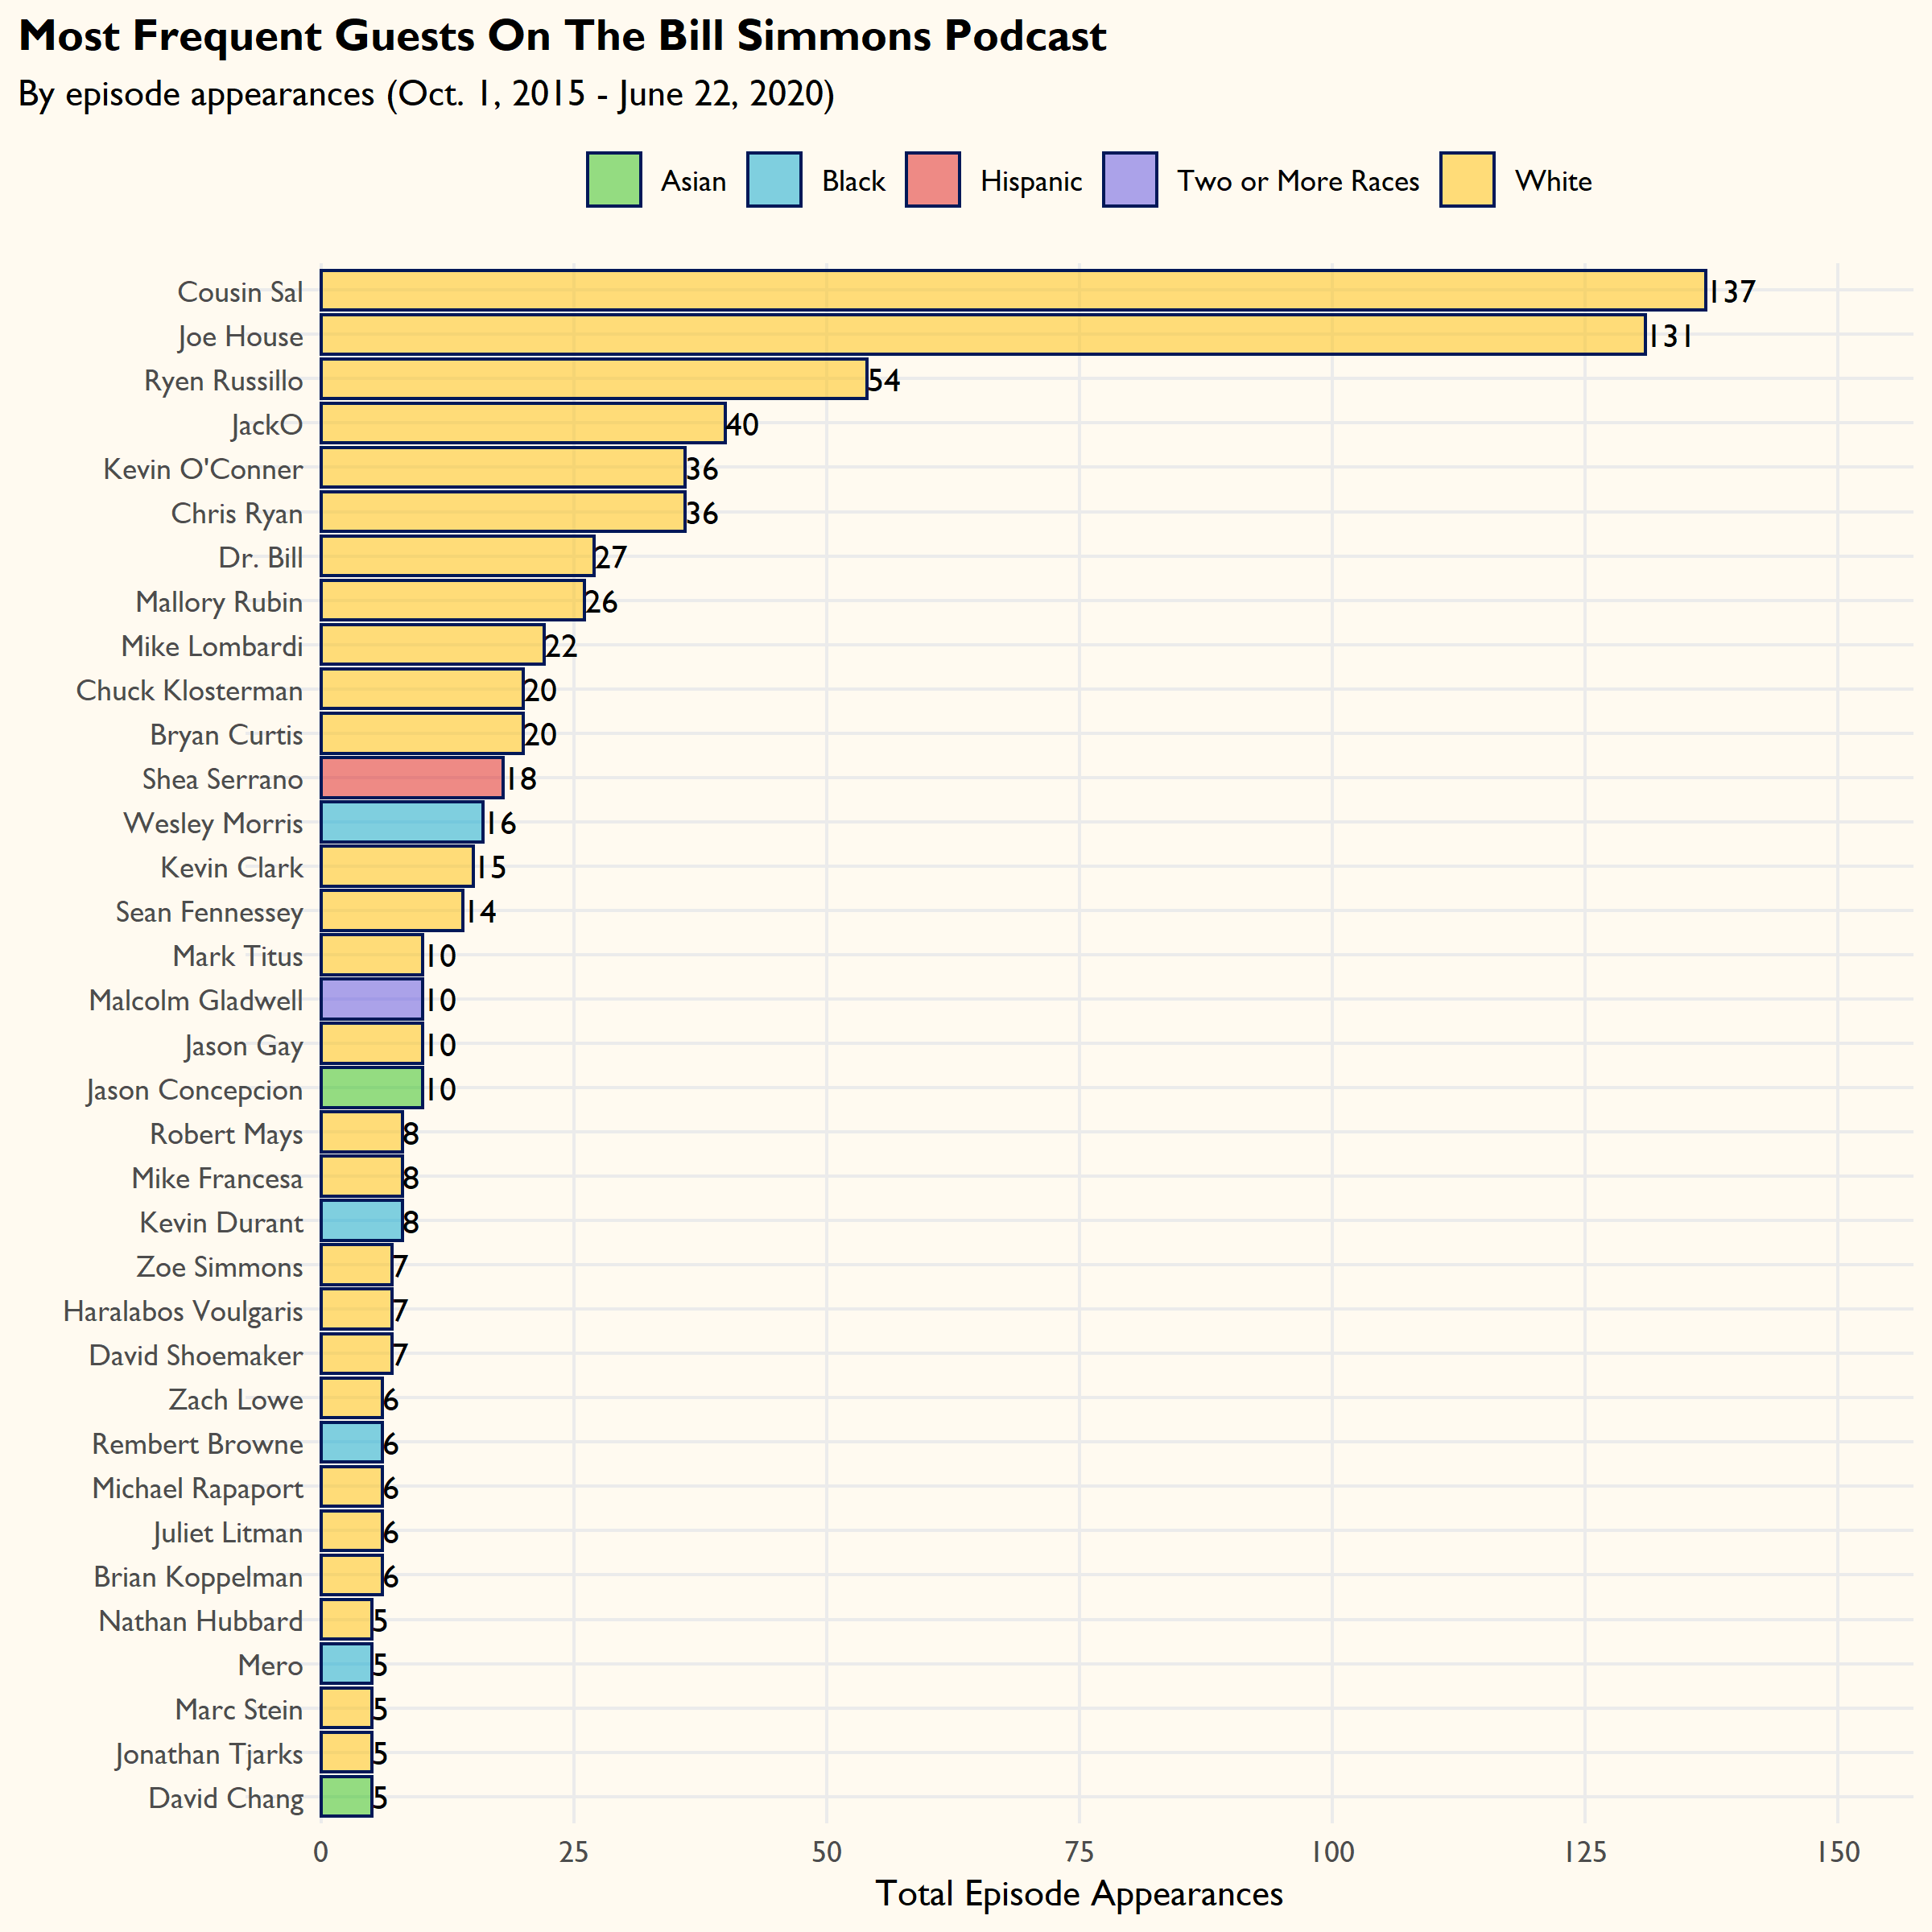 Most Frequent Guests On The Bill Simmons Podcast
By episode appearances (Oct. 1, 2015 - June 22, 2020)
Asian Black Hispanic Two or More Races White
Cousin Sal 137
Joe House 131
Ryen Russillo 54
JackO 40
Kevin O'Conner 36
Chris Ryan 36
Dr. Bill 27
Mallory Rubin 26
Mike Lombardi 22
Chuck Klosterman 20
Bryan Curtis 20
Shea Serrano 18
Wesley Morris 16
Kevin Clark 15
Sean Fennessey 14
Mark Titus 10
Malcolm Gladwell 10
Jason Gay 10
Jason Concepcion 10
Robert Mays 8
Mike Francesa 8
Kevin Durant 8
Zoe Simmons 7
Haralabos Voulgaris 7
David Shoemaker 7
Zach Lowe 6
Rembert Browne 6
Michael Rapaport 6
Juliet Litman 6
Brian Koppelman 6
Nathan Hubbard 5
Mero 5
Marc Stein 5
Jonathan Tjarks 5
David Chang 5
0 25 50 75 100 125 150
Total Episode Appearances